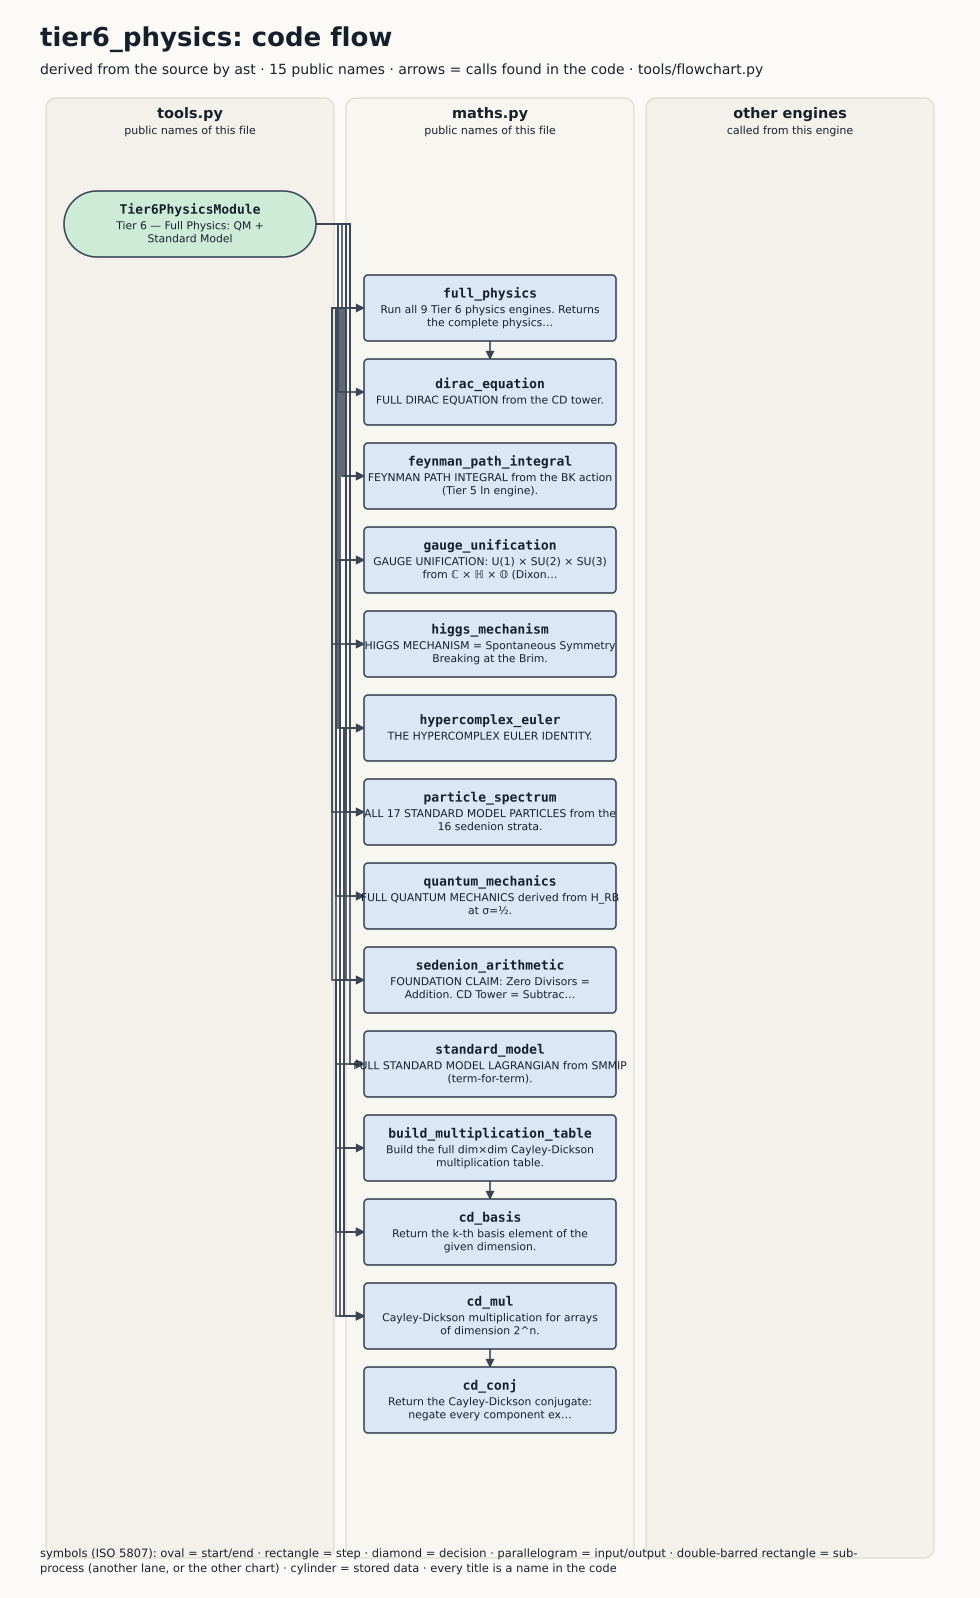 tier6_physics: code flow
derived from the source by ast · 15 public names · arrows = calls found in the code · tools/flowchart.py
tools.py
public names of this file
maths.py
public names of this file
other engines
called from this engine
Tier6PhysicsModule
Tier 6 — Full Physics: QM +
Standard Model
full_physics
Run all 9 Tier 6 physics engines. Returns
the complete physics…
dirac_equation
FULL DIRAC EQUATION from the CD tower.
feynman_path_integral
FEYNMAN PATH INTEGRAL from the BK action
(Tier 5 ln engine).
gauge_unification
GAUGE UNIFICATION: U(1) × SU(2) × SU(3)
from ℂ × ℍ × 𝕆 (Dixon…
higgs_mechanism
HIGGS MECHANISM = Spontaneous Symmetry
Breaking at the Brim.
hypercomplex_euler
THE HYPERCOMPLEX EULER IDENTITY.
particle_spectrum
ALL 17 STANDARD MODEL PARTICLES from the
16 sedenion strata.
quantum_mechanics
FULL QUANTUM MECHANICS derived from H_RB
at σ=½.
sedenion_arithmetic
FOUNDATION CLAIM: Zero Divisors =
Addition. CD Tower = Subtrac…
standard_model
FULL STANDARD MODEL LAGRANGIAN from SMMIP
(term-for-term).
build_multiplication_table
Build the full dim×dim Cayley-Dickson
multiplication table.
cd_basis
Return the k-th basis element of the
given dimension.
cd_mul
Cayley-Dickson multiplication for arrays
of dimension 2^n.
cd_conj
Return the Cayley-Dickson conjugate:
negate every component ex…
symbols (ISO 5807): oval = start/end · rectangle = step · diamond = decision · parallelogram = input/output · double-barred rectangle = sub-
process (another lane, or the other chart) · cylinder = stored data · every title is a name in the code